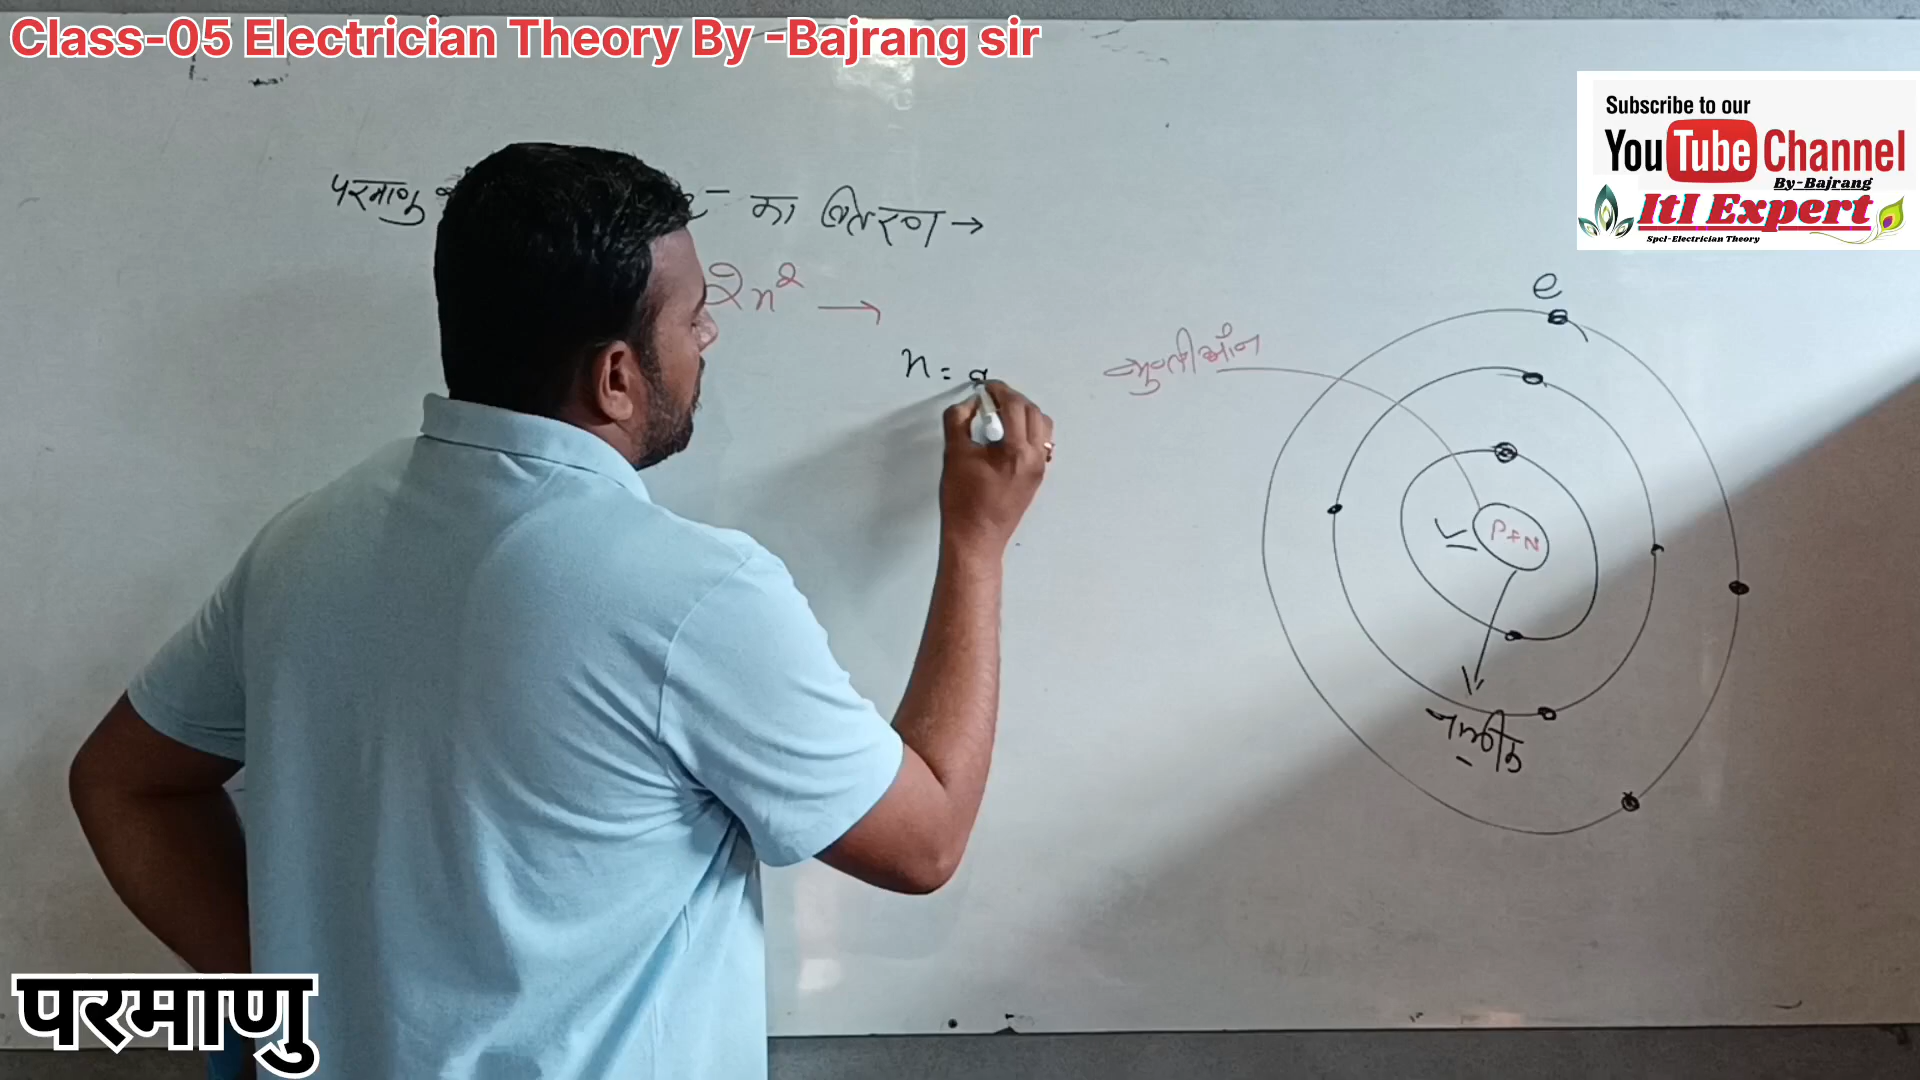 Class-05 Electrician Theory By -Bajrang sir
Subscribe to our
YouTube Channel
By-Bajrang
ItI Expert
Spcl-Electrician Theory
परमाणु e⁻ का वितरण →
2n² →
n =
e
P+N
नाभीक
परमाणु